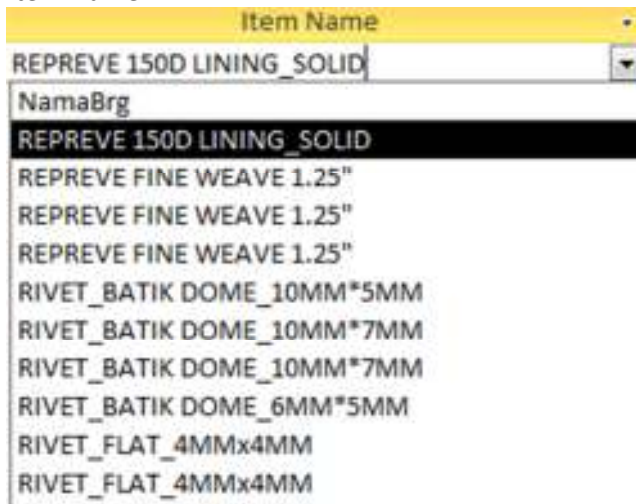 Item Name
REPREVE 150D LINING_SOLID
NamaBrg
REPREVE 150D LINING_SOLID
REPREVE FINE WEAVE 1.25"
REPREVE FINE WEAVE 1.25"
REPREVE FINE WEAVE 1.25"
RIVET_BATIK DOME_10MM*5MM
RIVET_BATIK DOME_10MM*7MM
RIVET_BATIK DOME_10MM*7MM
RIVET_BATIK DOME_6MM*5MM
RIVET_FLAT_4MMx4MM
RIVET_FLAT_4MMx4MM